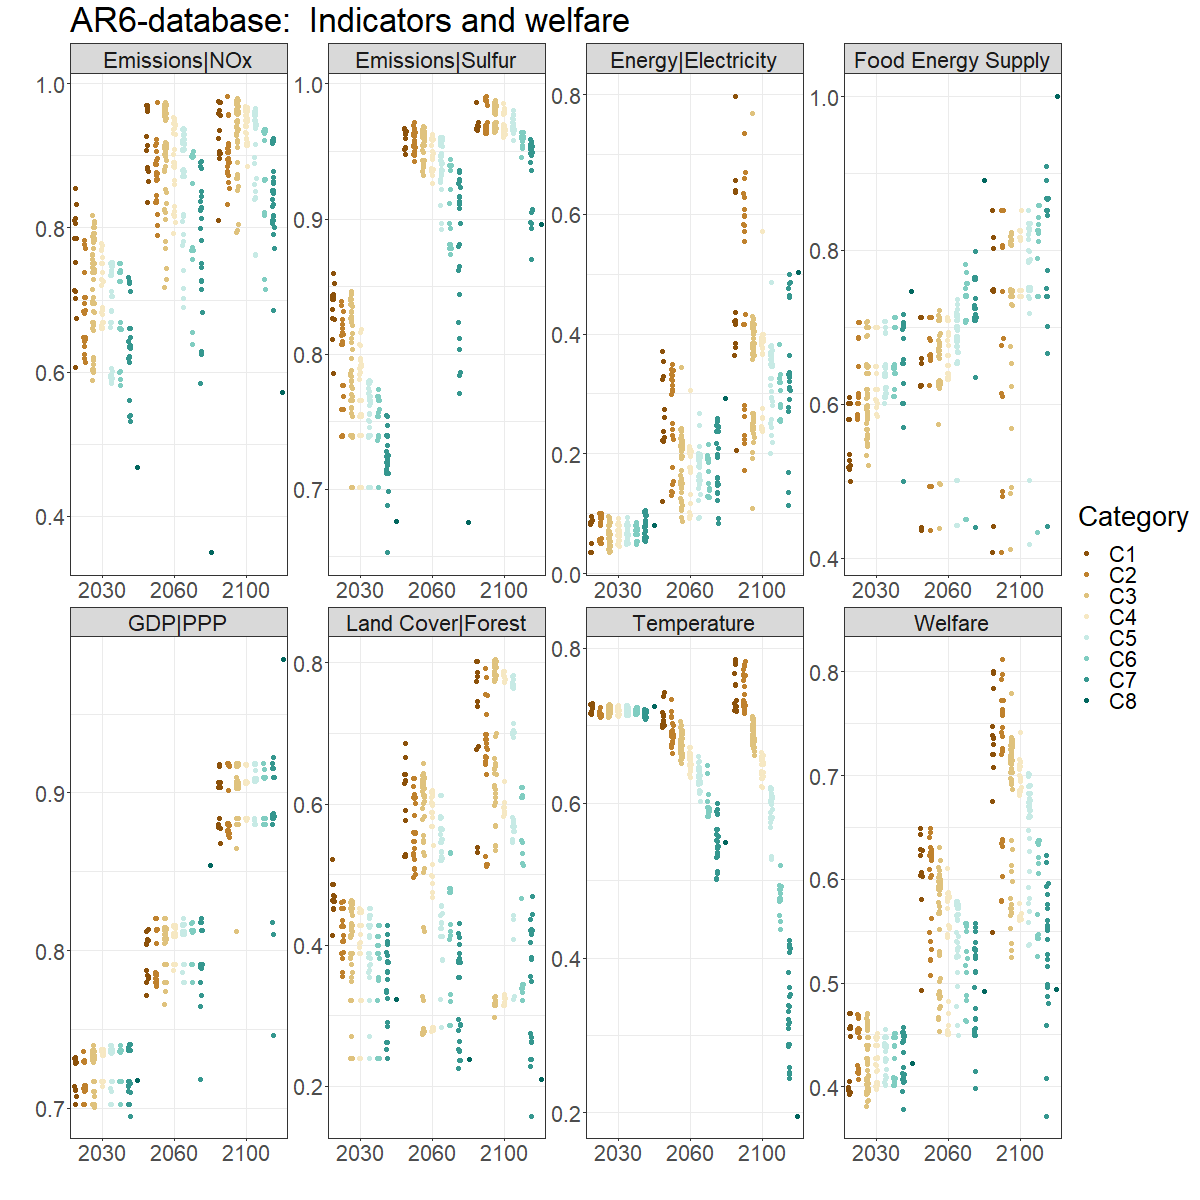 AR6-database:  Indicators and welfare
Emissions|NOx
Emissions|Sulfur
Energy|Electricity
Food Energy Supply
1.0
0.8
0.6
0.4
1.0
0.9
0.8
0.7
0.8
0.6
0.4
0.2
0.0
1.0
0.8
0.6
0.4
2030 2060 2100
2030 2060 2100
2030 2060 2100
2030 2060 2100
GDP|PPP
Land Cover|Forest
Temperature
Welfare
0.9
0.8
0.7
0.8
0.6
0.4
0.2
0.8
0.6
0.4
0.2
0.8
0.7
0.6
0.5
0.4
2030 2060 2100
2030 2060 2100
2030 2060 2100
2030 2060 2100
Category
C1
C2
C3
C4
C5
C6
C7
C8